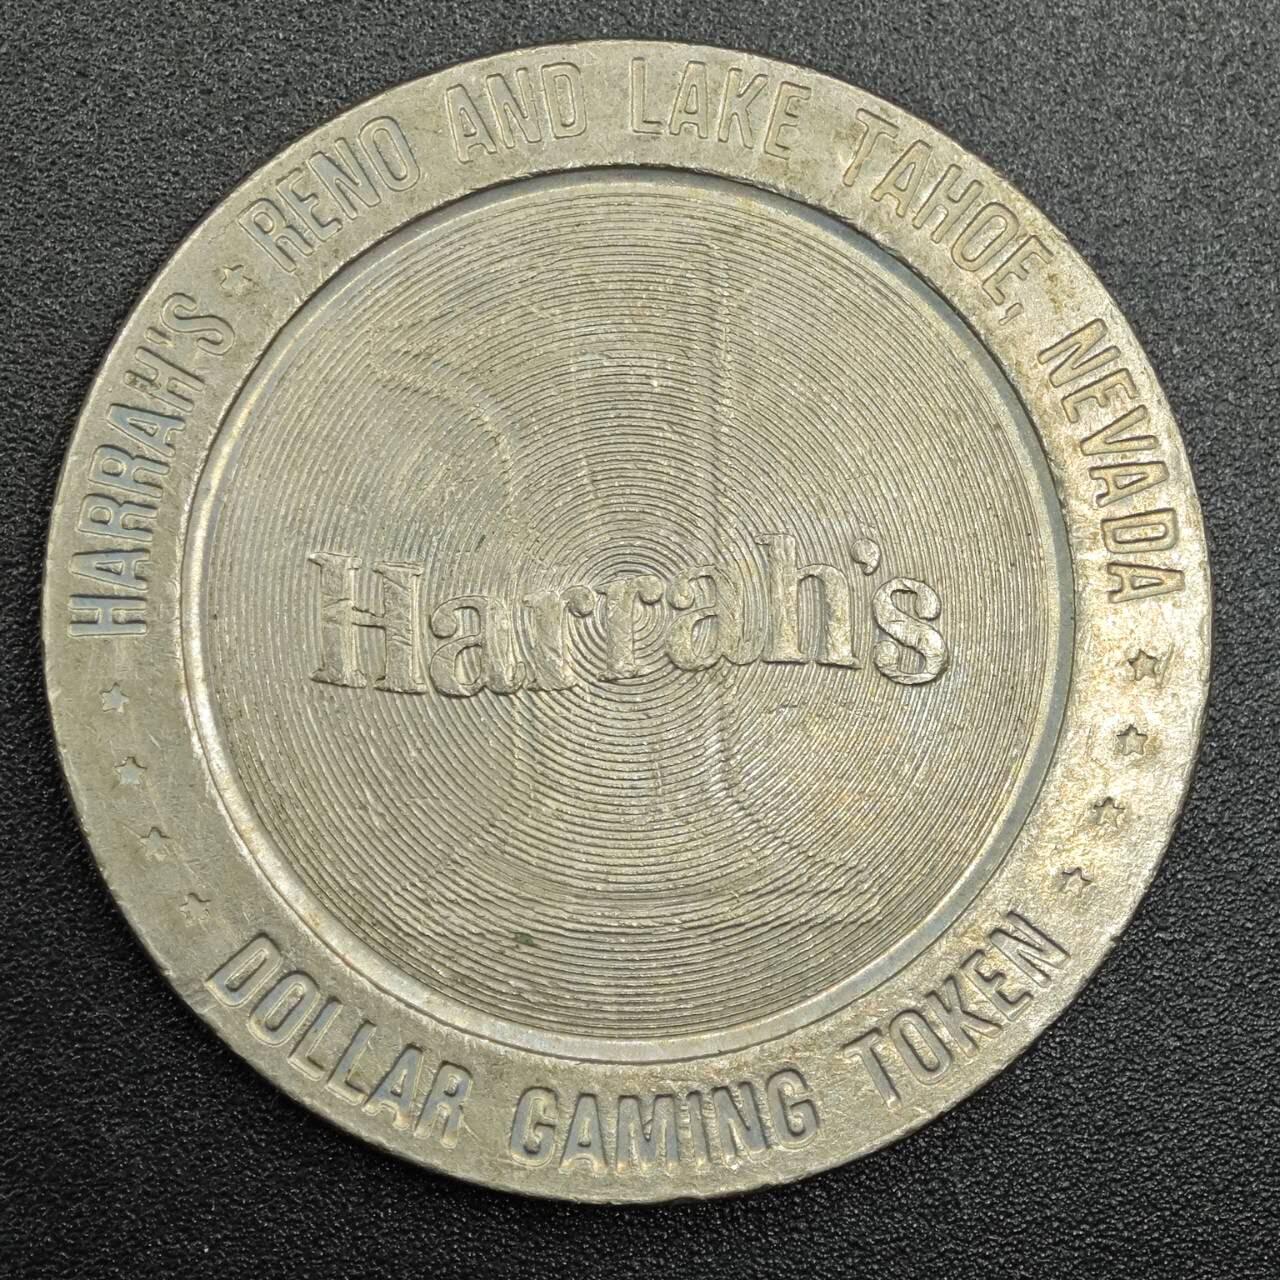 HARRAH'S ★ RENO AND LAKE TAHOE, NEVADA
Harrah's
DOLLAR GAMING TOKEN